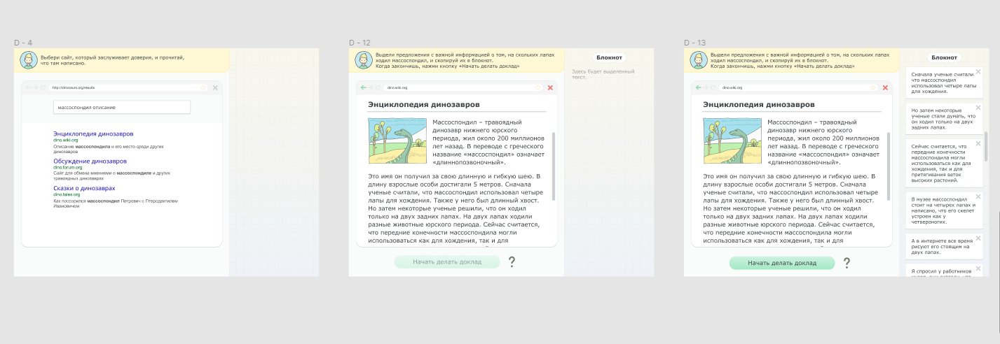 D - 4
Выбери сайт, который заслуживает доверия, и прочитай,
что там написано.
http://dinosaurs.org/results
массоспондил описание
Энциклопедия динозавров
dino.wiki.org
Описание массоспондила и его место среди других
динозавров
Обсуждение динозавров
dino.forum.org
Сайт для обмена мнениями о массоспондиле и других
травоядных динозаврах
Сказки о динозаврах
dino.tales.org
Как поссорился массоспондил Петрович с Птеродактилем
Ивановичем
D - 12
Выдели предложения с важной информацией о том, на скольких лапах
ходил массоспондил, и скопируй их в блокнот.
Когда закончишь, нажми кнопку «Начать делать доклад»
dino.wiki.org
Энциклопедия динозавров
Массоспондил – травоядный
динозавр нижнего юрского
периода, жил около 200 миллионов
лет назад. В переводе с греческого
название «массоспондил» означает
«длиннопозвоночный».
Это имя он получил за свою длинную и гибкую шею. В
длину взрослые особи достигали 5 метров. Сначала
ученые считали, что массоспондил использовал четыре
лапы для хождения. Также у него был длинный хвост.
Но затем некоторые ученые решили, что он ходил
только на двух задних лапах. На двух лапах ходили
разные животные юрского периода. Сейчас считается,
что передние конечности массоспондила могли
использоваться как для хождения, так и для
Начать делать доклад
?
Блокнот
Здесь будет выделенный
текст.
D - 13
Выдели предложения с важной информацией о том, на скольких лапах
ходил массоспондил, и скопируй их в блокнот.
Когда закончишь, нажми кнопку «Начать делать доклад»
dino.wiki.org
Энциклопедия динозавров
Массоспондил – травоядный
динозавр нижнего юрского
периода, жил около 200 миллионов
лет назад. В переводе с греческого
название «массоспондил» означает
«длиннопозвоночный».
Это имя он получил за свою длинную и гибкую шею. В
длину взрослые особи достигали 5 метров. Сначала
ученые считали, что массоспондил использовал четыре
лапы для хождения. Также у него был длинный хвост.
Но затем некоторые ученые решили, что он ходил
только на двух задних лапах. На двух лапах ходили
разные животные юрского периода. Сейчас считается,
что передние конечности массоспондила могли
использоваться как для хождения, так и для
Начать делать доклад
?
Блокнот
Сначала ученые считали
что массоспондил
использовал четыре лапы
для хождения.
Но затем некоторые
ученые стали думать, что
он ходил только на двух
задних лапах.
Сейчас считается, что
передние конечности
массоспондила могли
использоваться как для
хождения, так и для
притягивания веток
высоких растений.
В музее массоспондил
стоит на четырех лапах и
написано, что его скелет
устроен как у
четвероногих.
А в интернете все время
рисуют его стоящим на
двух лапах.
Я спросил у работников